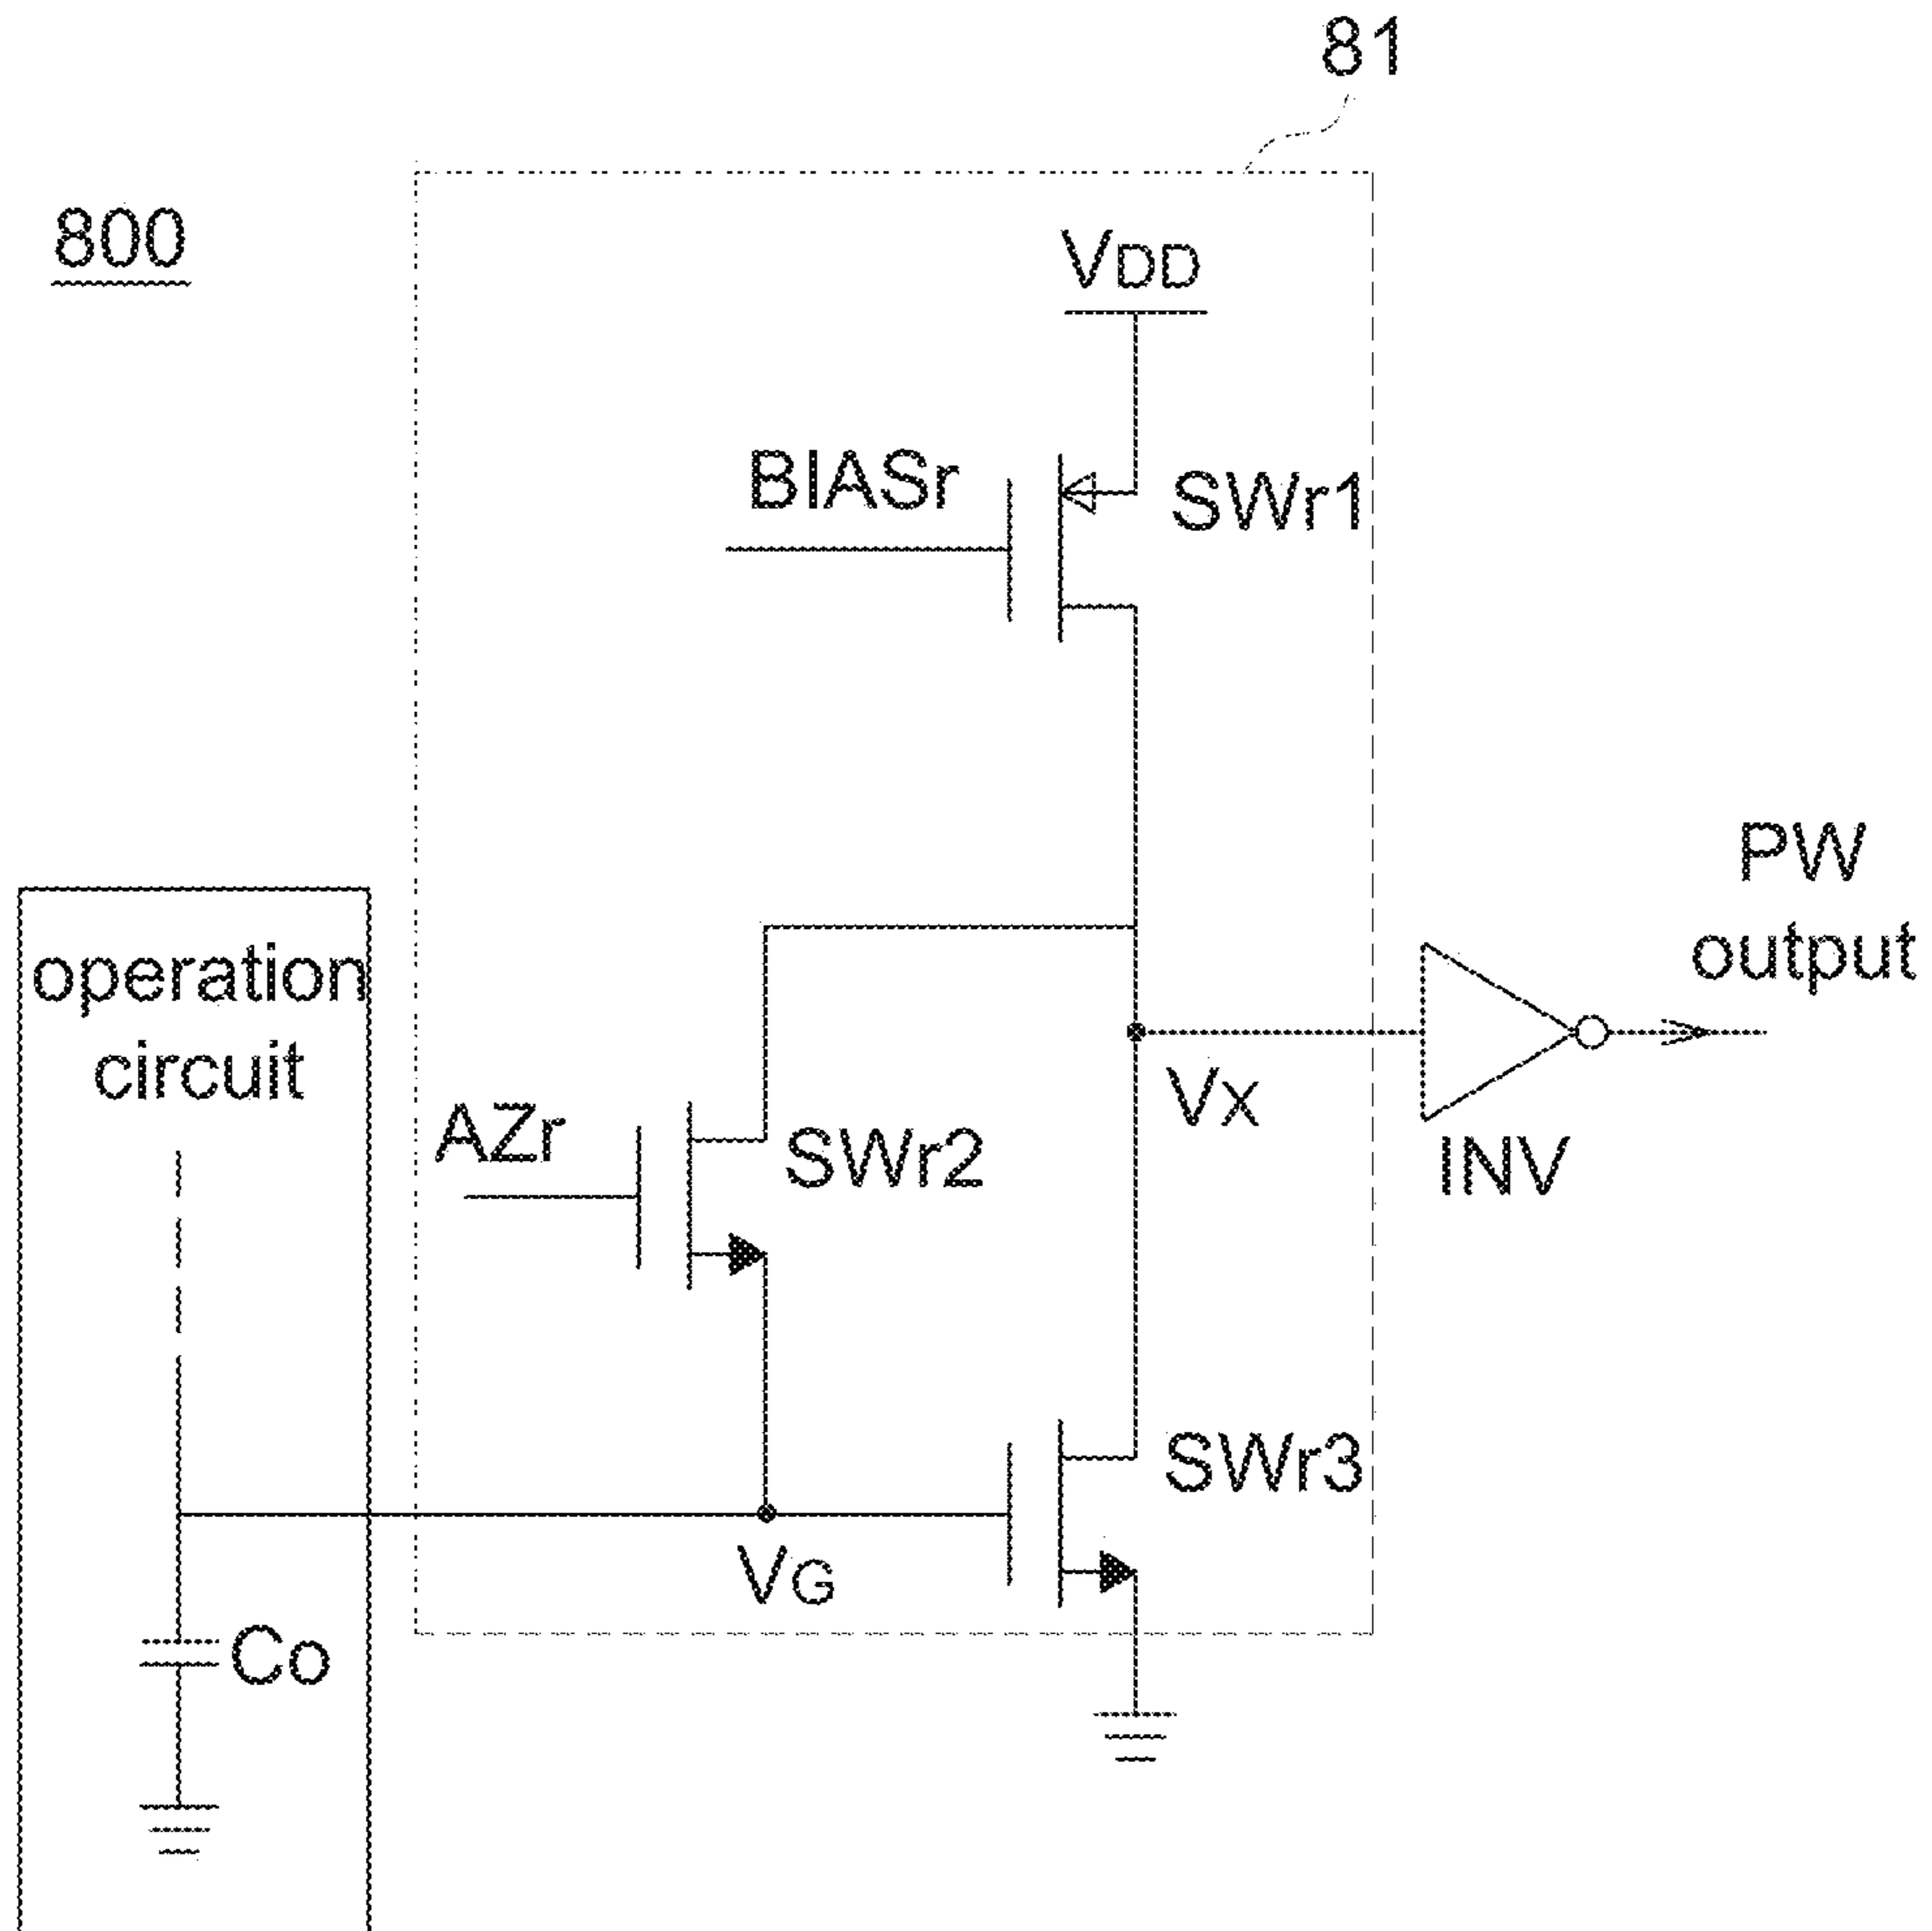 81
800
VDD
BIASr
SWr1
PW
output
operation
circuit
AZr
SWr2
VX
INV
SWr3
VG
Co